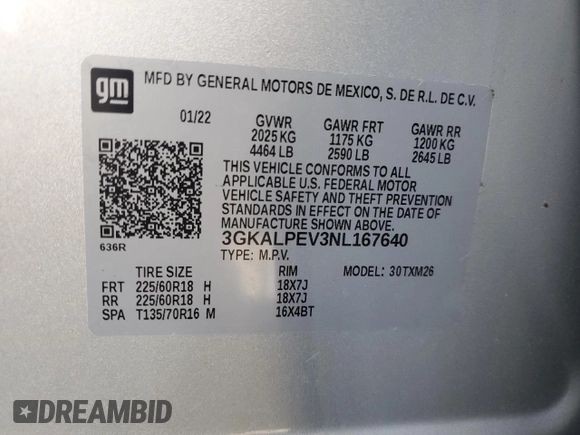 gm
MFD BY GENERAL MOTORS DE MEXICO, S. DE R.L. DE C.V.
01/22 GVWR GAWR FRT GAWR RR
2025 KG 1175 KG 1200 KG
4464 LB 2590 LB 2645 LB
THIS VEHICLE CONFORMS TO ALL
APPLICABLE U.S. FEDERAL MOTOR
VEHICLE SAFETY AND THEFT PREVENTION
STANDARDS IN EFFECT ON THE DATE OF
MANUFACTURE SHOWN ABOVE.
3GKALPEV3NL167640
636R
TYPE: M.P.V. MODEL: 30TXM26
TIRE SIZE RIM
FRT 225/60R18 H 18X7J
RR 225/60R18 H 18X7J
SPA T135/70R16 M 16X4BT
DREAMBID